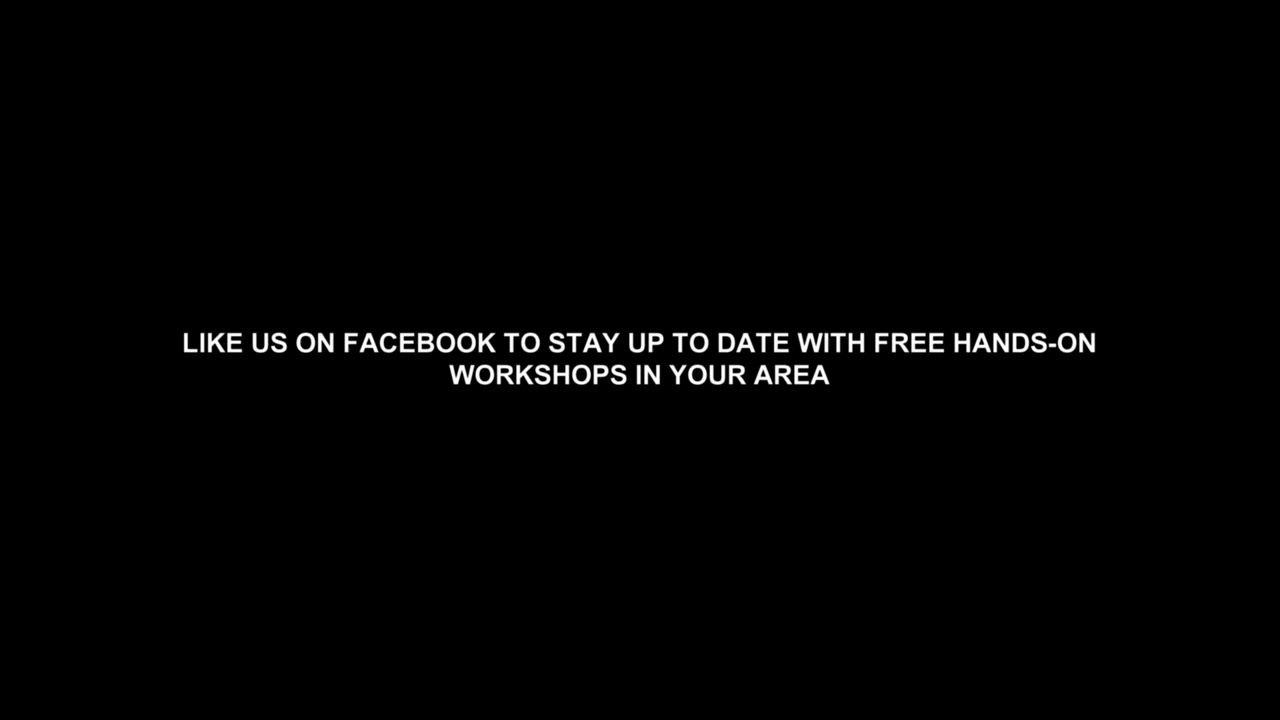 LIKE US ON FACEBOOK TO STAY UP TO DATE WITH FREE HANDS-ON
WORKSHOPS IN YOUR AREA